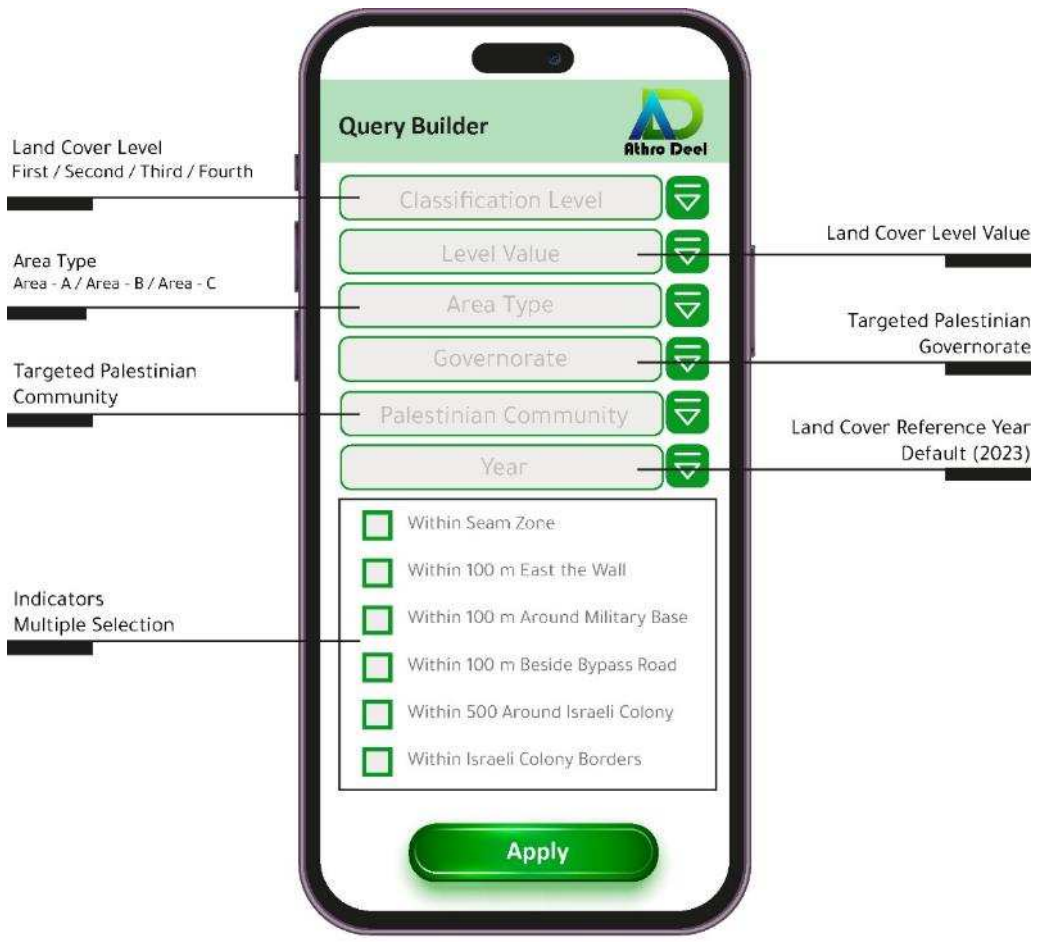 Query Builder
Athro Deel
Land Cover Level
First / Second / Third / Fourth
Classification Level
Level Value
Land Cover Level Value
Area Type
Area - A / Area - B / Area - C
Area Type
Governorate
Targeted Palestinian
Governorate
Targeted Palestinian
Community
Palestinian Community
Year
Land Cover Reference Year
Default (2023)
Indicators
Multiple Selection
Within Seam Zone
Within 100 m East the Wall
Within 100 m Around Military Base
Within 100 m Beside Bypass Road
Within 500 Around Israeli Colony
Within Israeli Colony Borders
Apply